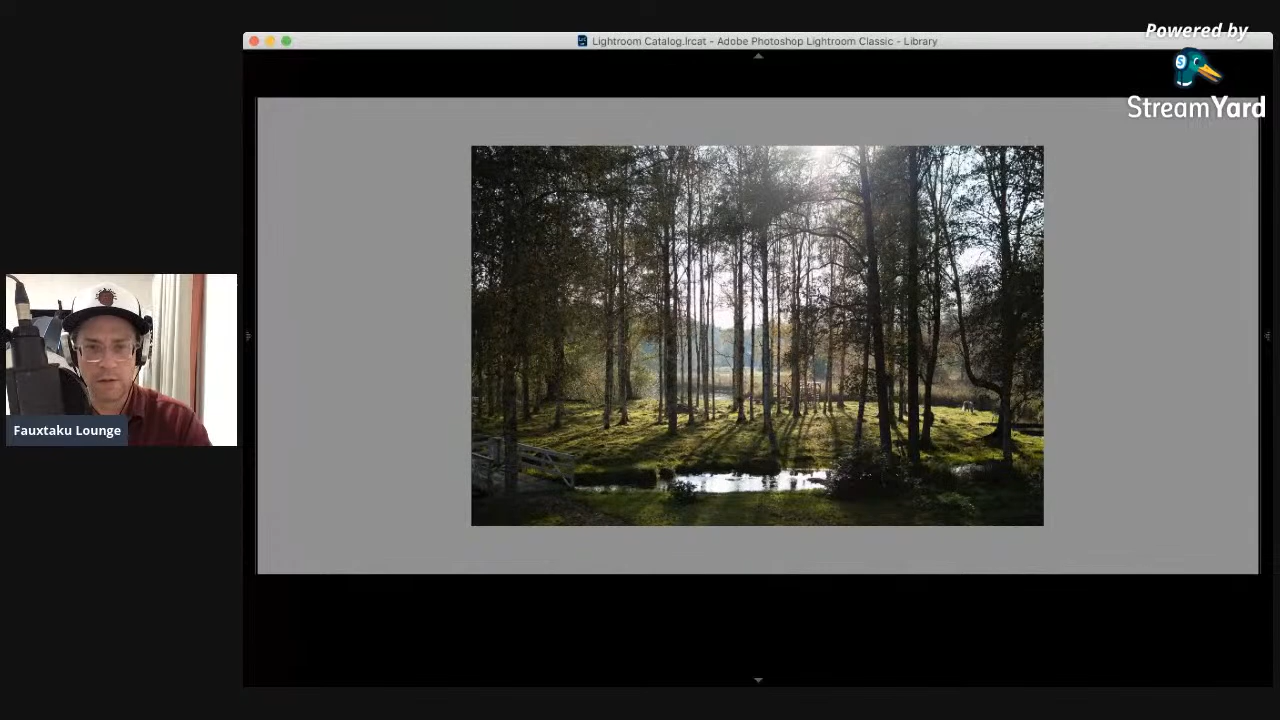 Lightroom Catalog.lrcat - Adobe Photoshop Lightroom Classic - Library
Powered by
StreamYard
Fauxtaku Lounge